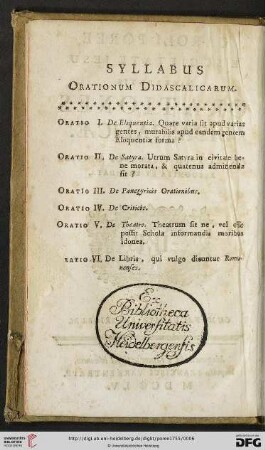 SYLLABUS
ORATIONUM DIDASCALICARUM.
ORATIO I. De Eloquentia. Quare varia sit apud varias
gentes, mutabilis apud eandem gentem
Eloquentiæ forma?
ORATIO II. De Satyra. Utrum Satyra in civitate be-
ne morata, & quatenus admittenda
sit?
ORATIO III. De Panegyricis Orationibus.
ORATIO IV. De Criticis.
ORATIO V. De Theatro. Theatrum sit ne, vel esse
possit Schola informandis moribus
idonea.
ORATIO VI. De Libris, qui vulgo dicuntur Roma-
nenses.
Ex
Bibliotheca
Universitatis
Heidelbergensis
http://digi.ub.uni-heidelberg.de/diglit/poree1755/0006
© Universitätsbibliothek Heidelberg
Gefördert durch
DFG